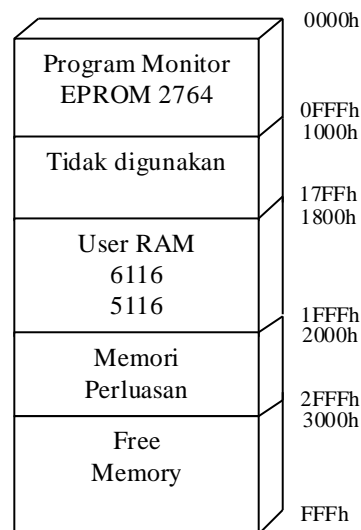 0000h
Program Monitor
EPROM 2764
0FFFh
1000h
Tidak digunakan
17FFh
1800h
User RAM
6116
5116
1FFFh
2000h
Memori
Perluasan
2FFFh
3000h
Free
Memory
FFFh